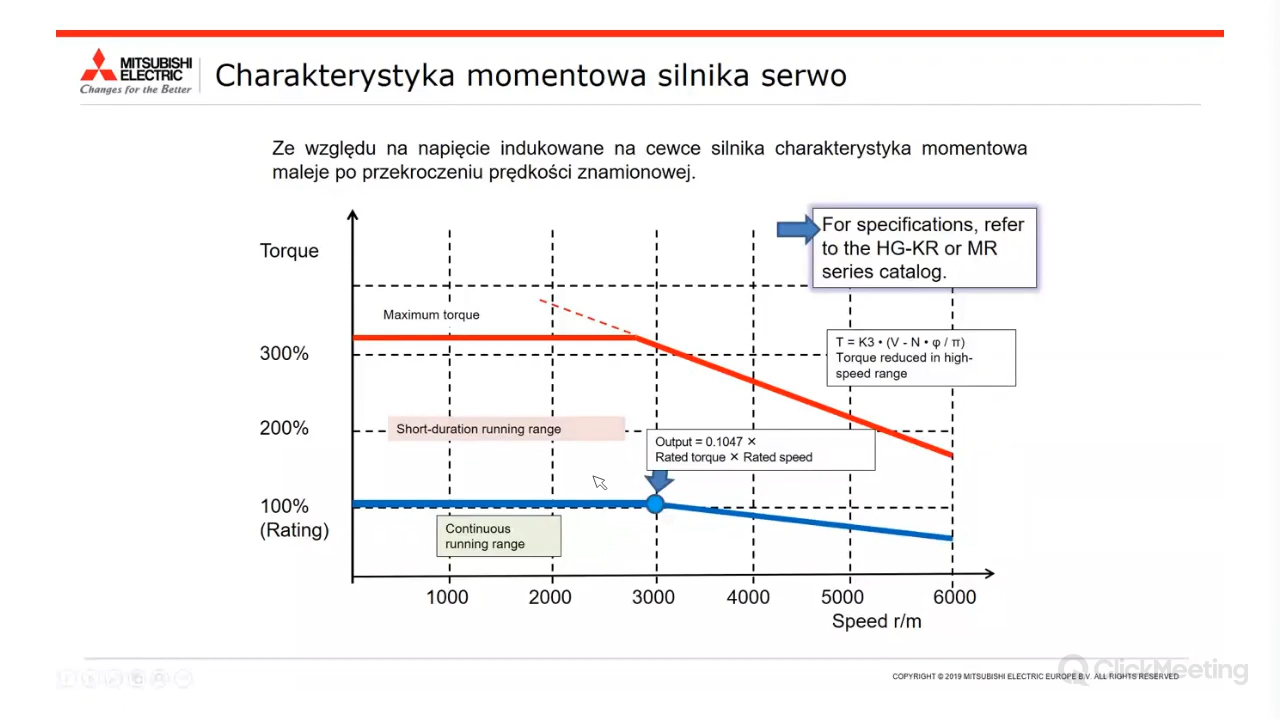 MITSUBISHI
ELECTRIC
Changes for the Better
Charakterystyka momentowa silnika serwo
Ze względu na napięcie indukowane na cewce silnika charakterystyka momentowa
maleje po przekroczeniu prędkości znamionowej.
For specifications, refer
to the HG-KR or MR
series catalog.
Torque
Maximum torque
T = K3 • (V - N • φ / π)
Torque reduced in high-
speed range
300%
200%
Short-duration running range
Output = 0.1047 ×
Rated torque × Rated speed
100%
(Rating)
Continuous
running range
1000 2000 3000 4000 5000 6000
Speed r/m
ClickMeeting
COPYRIGHT © 2019 MITSUBISHI ELECTRIC EUROPE B.V. ALL RIGHTS RESERVED